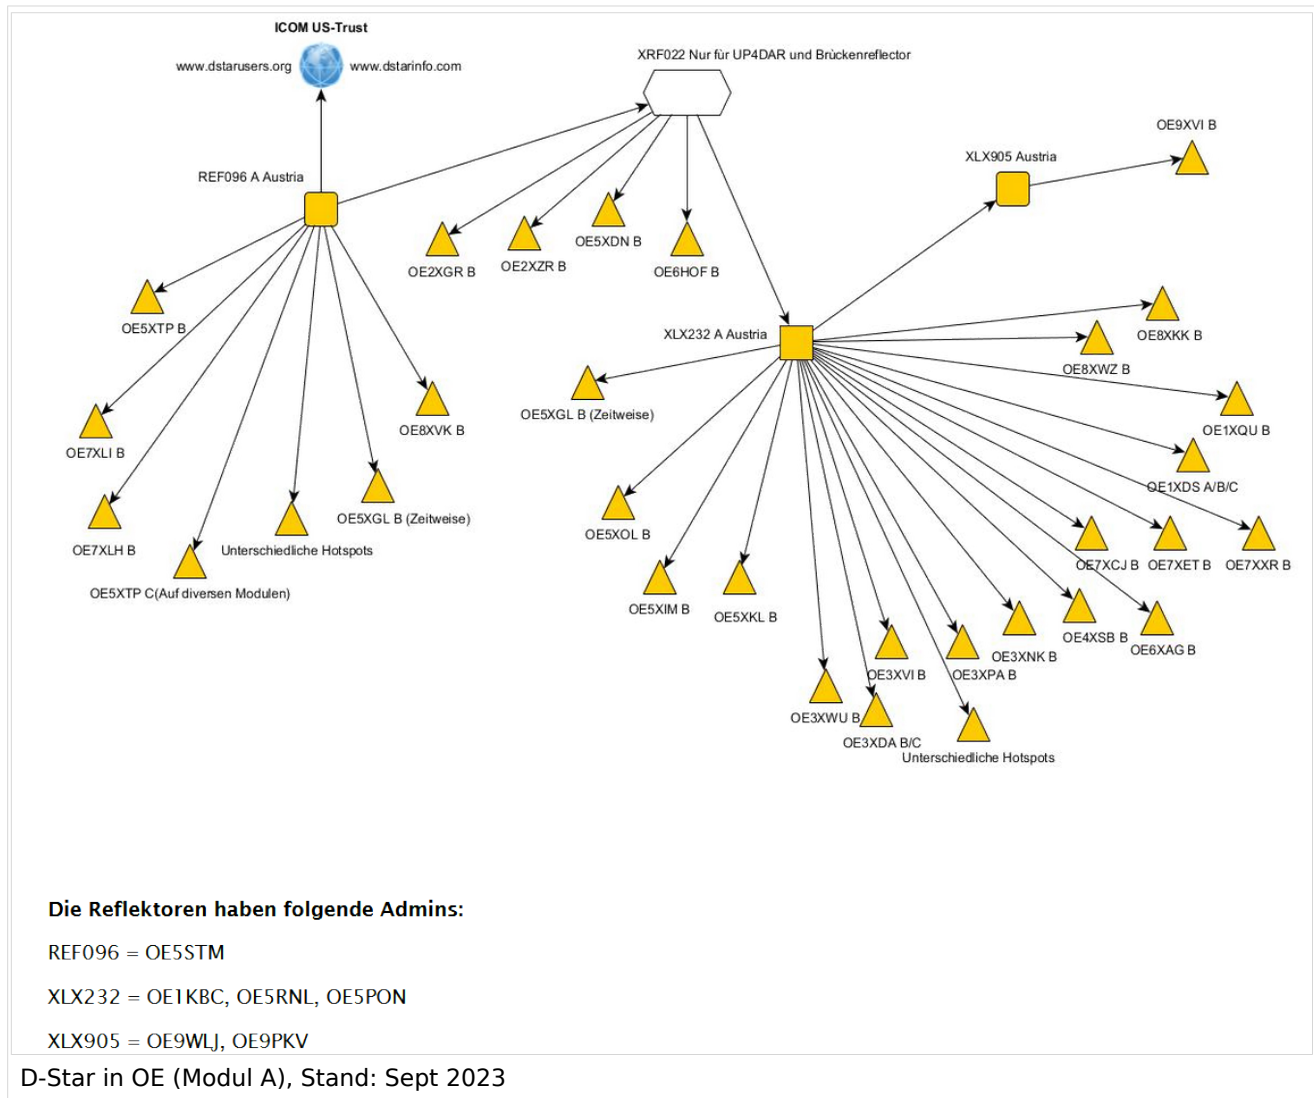 ICOM US-Trust
www.dstarusers.org
www.dstarinfo.com
XRF022 Nur für UP4DAR und Brückenreflector
OE9XVI B
XLX905 Austria
REF096 A Austria
OE2XGR B
OE2XZR B
OE5XDN B
OE6HOF B
OE5XTP B
XLX232 A Austria
OE8XKK B
OE8XWZ B
OE5XGL B (Zeitweise)
OE8XVK B
OE1XQU B
OE7XLI B
OE1XDS A/B/C
OE5XGL B (Zeitweise)
OE5XOL B
OE7XLH B
Unterschiedliche Hotspots
OE7XCJ B
OE7XET B
OE7XXR B
OE5XTP C(Auf diversen Modulen)
OE5XIM B
OE5XKL B
OE4XSB B
OE6XAG B
OE3XNK B
OE3XVI B
OE3XPA B
OE3XWU B
OE3XDA B/C
Unterschiedliche Hotspots
Die Reflektoren haben folgende Admins:
REF096 = OE5STM
XLX232 = OE1KBC, OE5RNL, OE5PON
XLX905 = OE9WLJ, OE9PKV
D-Star in OE (Modul A), Stand: Sept 2023